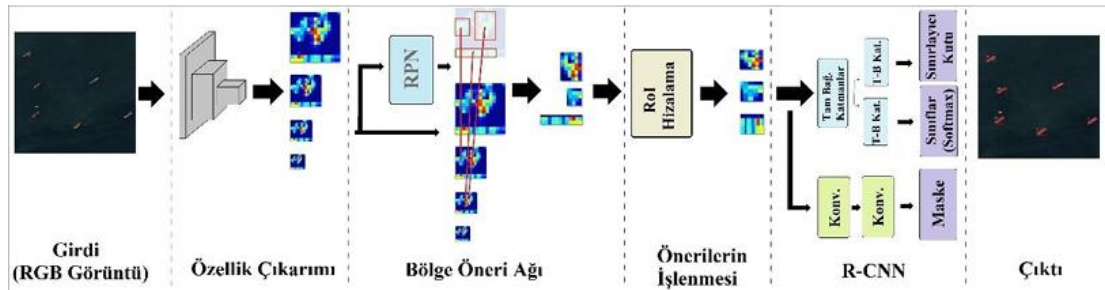 RPN
RoI
Hizalama
Tam Bağ.
Katmanlar
T-B Kat.
T-B Kat.
Sınırlayıcı
Kutu
Sınıflar
(Softmax)
Konv.
Konv.
Maske
Girdi
(RGB Görüntü)
Özellik Çıkarımı
Bölge Öneri Ağı
Önerilerin
İşlenmesi
R-CNN
Çıktı